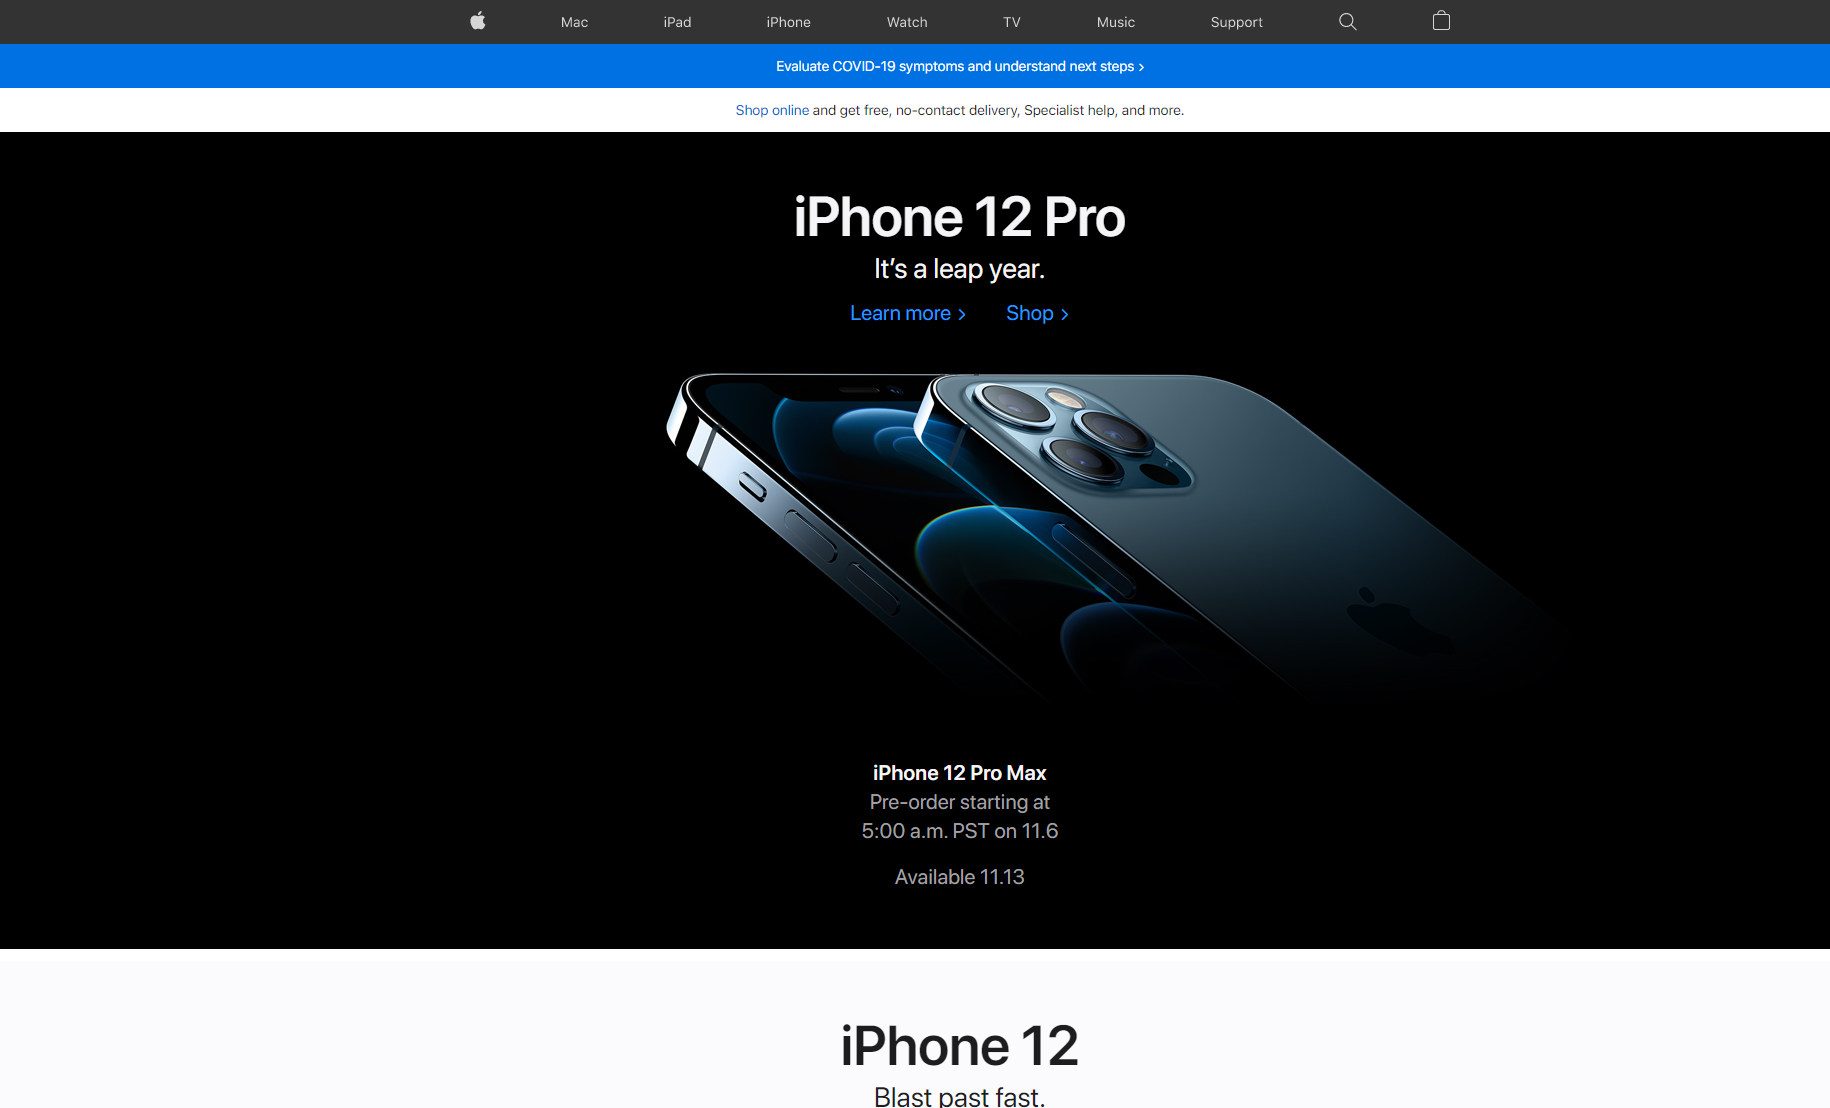 Mac iPad iPhone Watch TV Music Support
Evaluate COVID-19 symptoms and understand next steps ›
Shop online and get free, no-contact delivery, Specialist help, and more.
iPhone 12 Pro
It’s a leap year.
Learn more › Shop ›
iPhone 12 Pro Max
Pre-order starting at
5:00 a.m. PST on 11.6
Available 11.13
iPhone 12
Blast past fast.